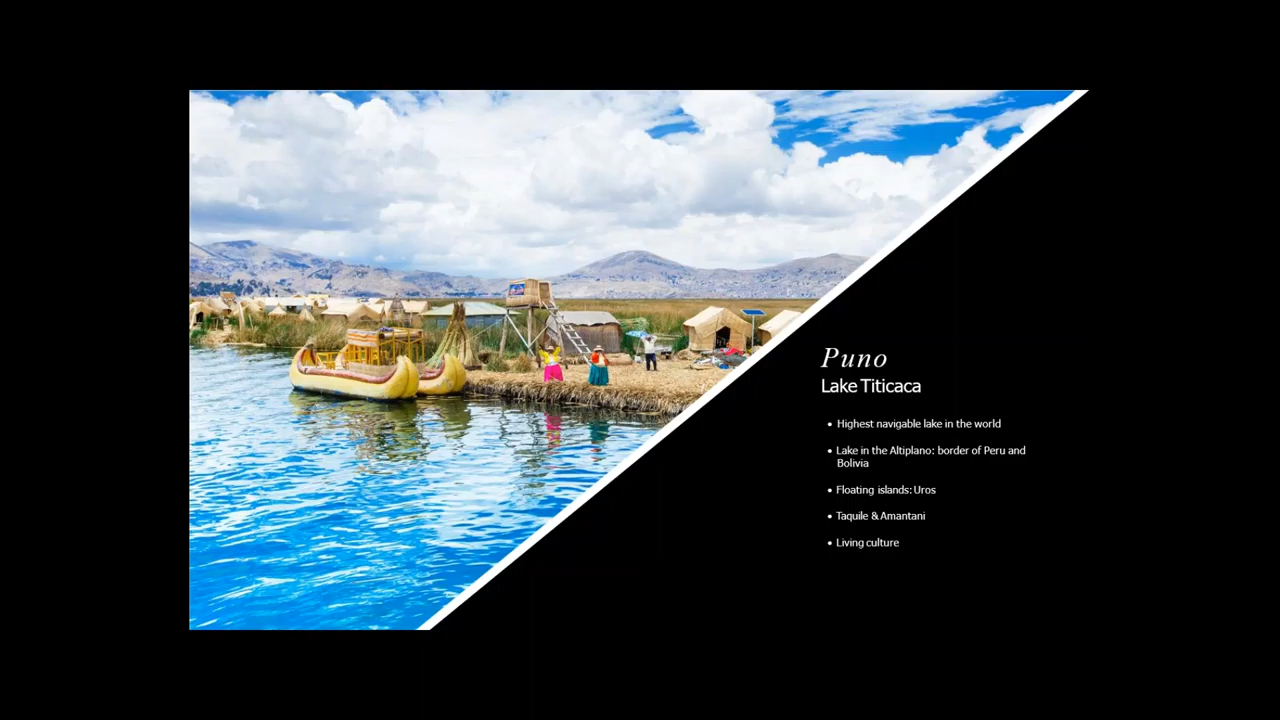 Puno
Lake Titicaca
• Highest navigable lake in the world
• Lake in the Altiplano: border of Peru and
Bolivia
• Floating islands: Uros
• Taquile & Amantani
• Living culture